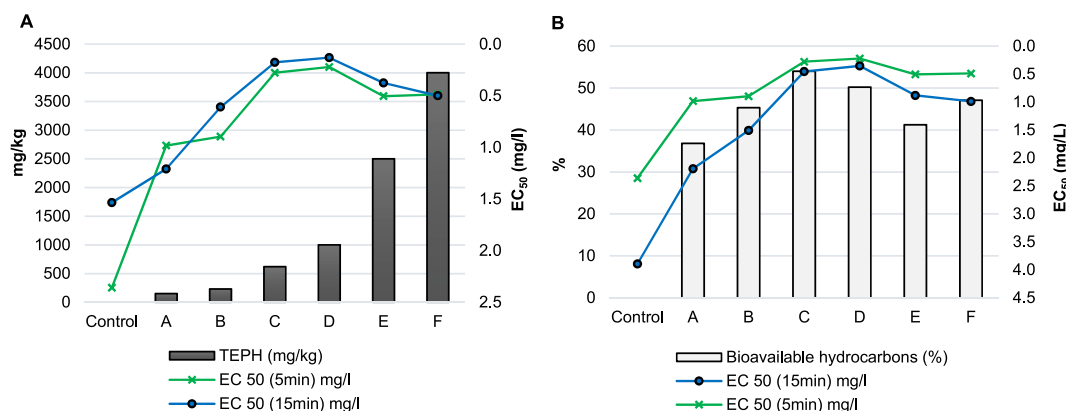 A
mg/kg
4500
4000
3500
3000
2500
2000
1500
1000
500
0
0.0
0.5
1.0
1.5
2.0
2.5
EC50 (mg/l)
Control A B C D E F
TEPH (mg/kg)
EC 50 (5min) mg/l
EC 50 (15min) mg/l
B
%
60
50
40
30
60
20
10
0
0.0
0.5
1.0
1.5
2.0
2.5
3.0
3.5
4.0
4.5
EC50 (mg/L)
Control A B C D E F
Bioavailable hydrocarbons (%)
EC 50 (15min) mg/l
EC 50 (5min) mg/l